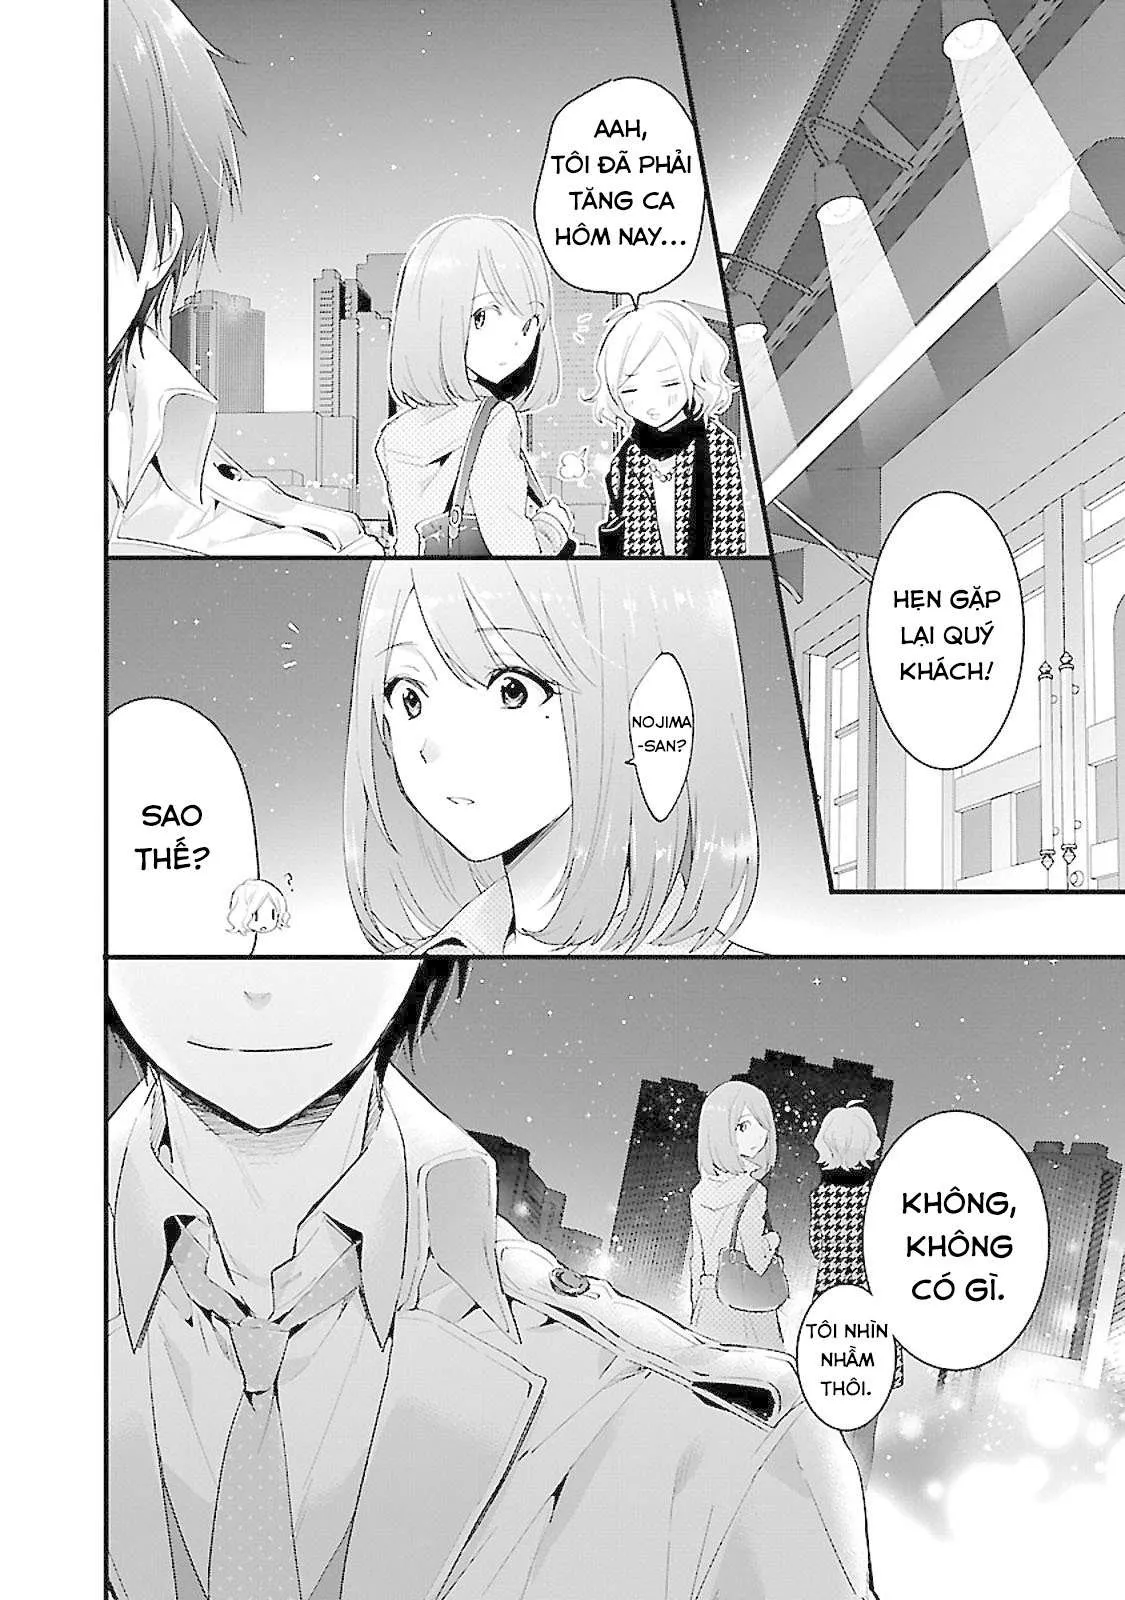 HẸN GẶP
LẠI QUÝ
KHÁCH!
AAH,
TÔI ĐÃ PHẢI
TĂNG CA
HÔM NAY...
NOJIMA
-SAN?
SAO
THẾ?
KHÔNG,
KHÔNG
CÓ GÌ.
TÔI NHÌN
NHẦM
THÔI.